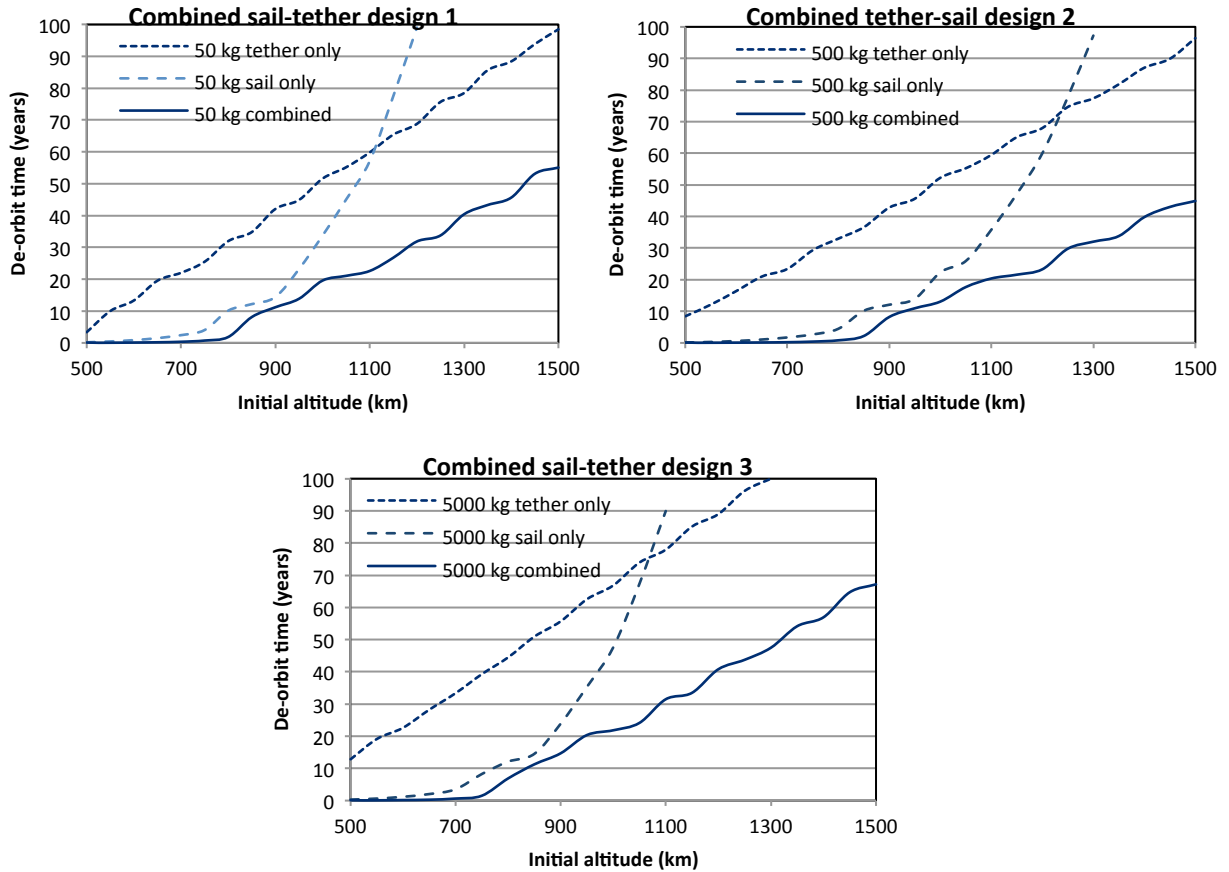 Combined sail-tether design 1
100
90
80
70
60
50
40
30
20
10
0
De-orbit time (years)
50 kg tether only
50 kg sail only
50 kg combined
500 700 900 1100 1300 1500
Initial altitude (km)
Combined tether-sail design 2
100
90
80
70
60
50
40
30
20
10
0
De-orbit time (years)
500 kg tether only
500 kg sail only
500 kg combined
500 700 900 1100 1300 1500
Initial altitude (km)
Combined sail-tether design 3
100
90
80
70
60
50
40
30
20
10
0
De-orbit time (years)
5000 kg tether only
5000 kg sail only
5000 kg combined
500 700 900 1100 1300 1500
Initial altitude (km)